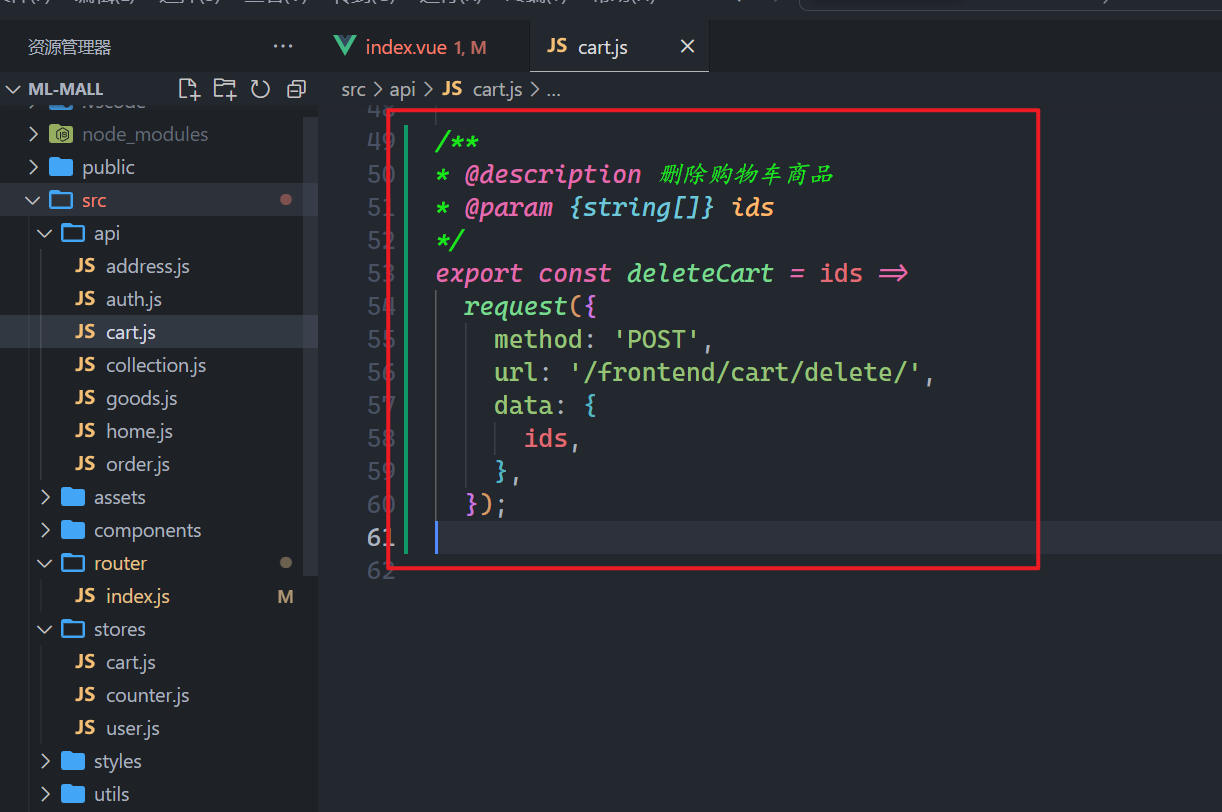 资源管理器 ...
index.vue 1, M
JS cart.js
ML-MALL
src > api > JS cart.js > ...
node_modules
public
src
api
JS address.js
JS auth.js
JS cart.js
JS collection.js
JS goods.js
JS home.js
JS order.js
assets
components
router
JS index.js M
stores
JS cart.js
JS counter.js
JS user.js
styles
utils
48
49 /**
50 * @description 删除购物车商品
51 * @param {string[]} ids
52 */
53 export const deleteCart = ids =>
54 request({
55 method: 'POST',
56 url: '/frontend/cart/delete/',
57 data: {
58 ids,
59 },
60 });
61
62